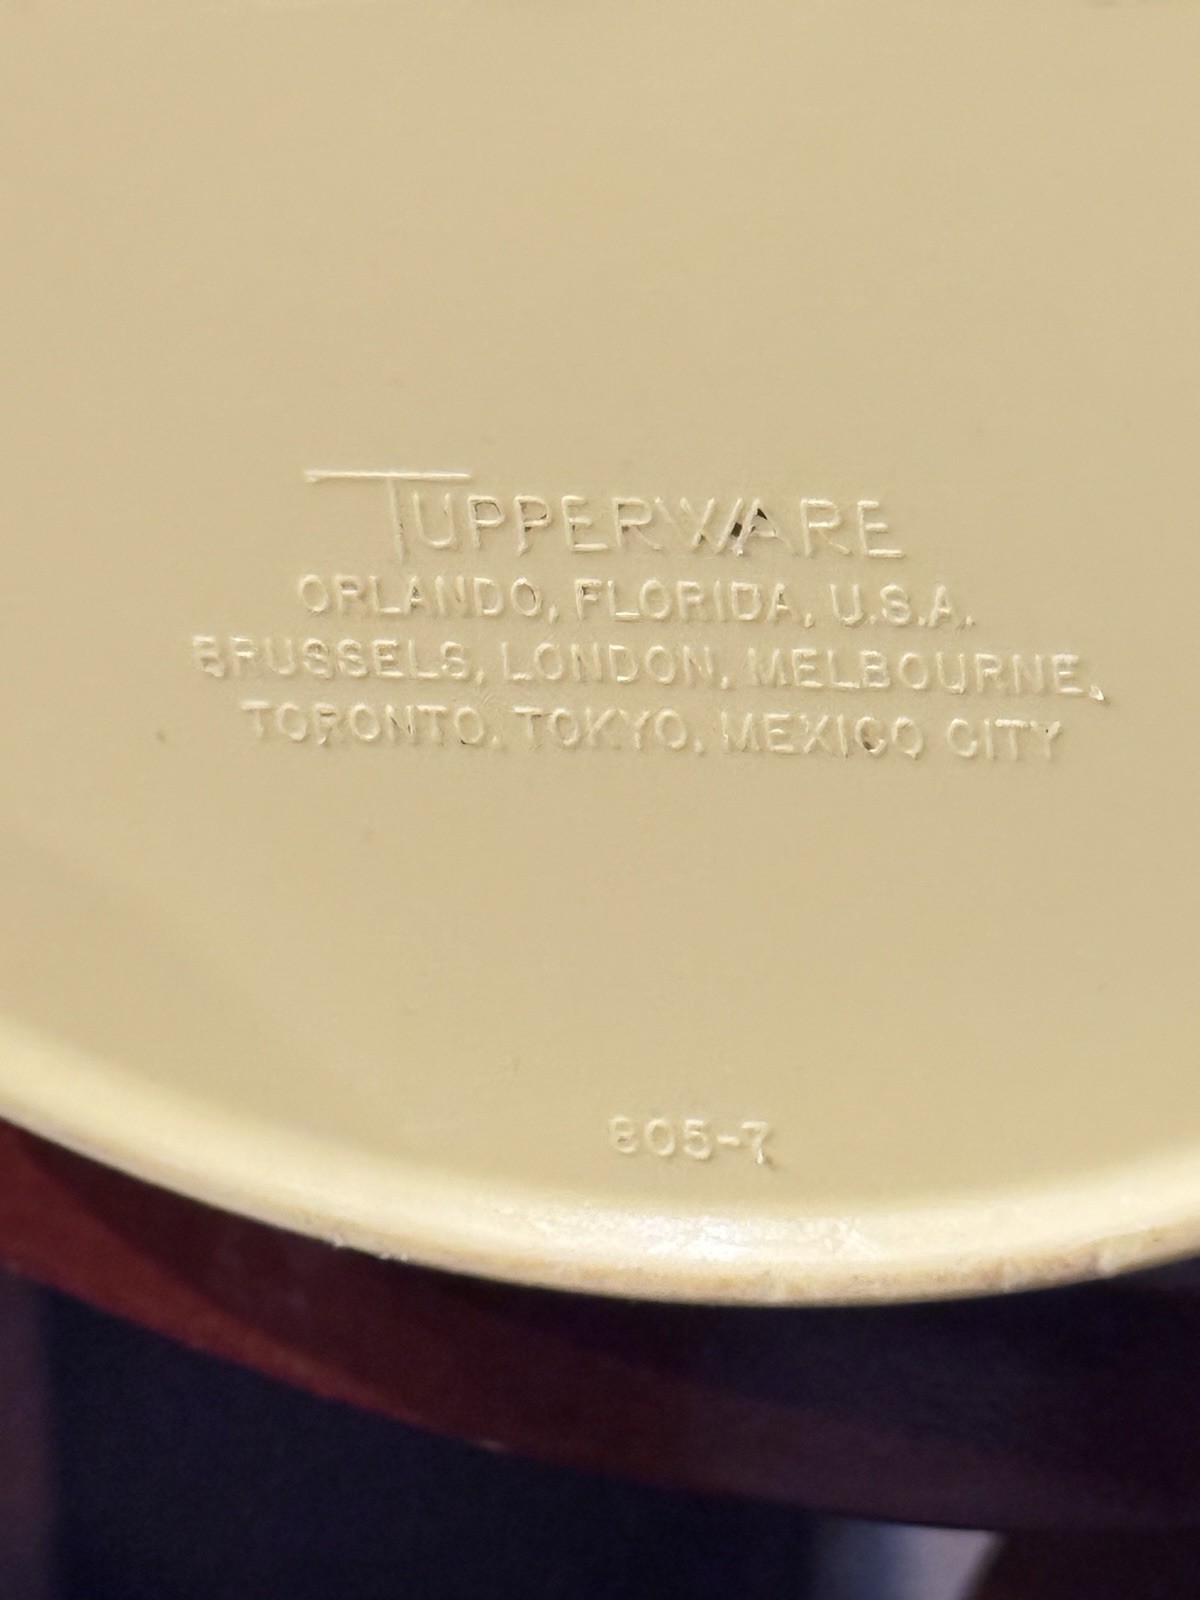 TUPPERWARE
ORLANDO, FLORIDA, U.S.A.
BRUSSELS, LONDON, MELBOURNE,
TORONTO, TOKYO, MEXICO CITY
805-7